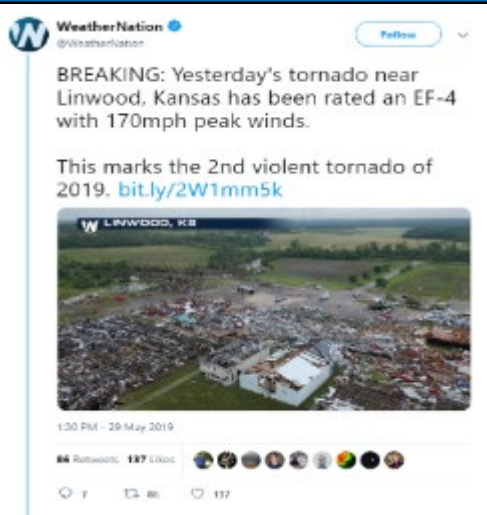 WeatherNation
@WeatherNation
Follow
BREAKING: Yesterday's tornado near
Linwood, Kansas has been rated an EF-4
with 170mph peak winds.
This marks the 2nd violent tornado of
2019. bit.ly/2W1mm5k
W LINWOOD, KS
1:30 PM - 29 May 2019
86 Retweets 137 Likes
7 86 137